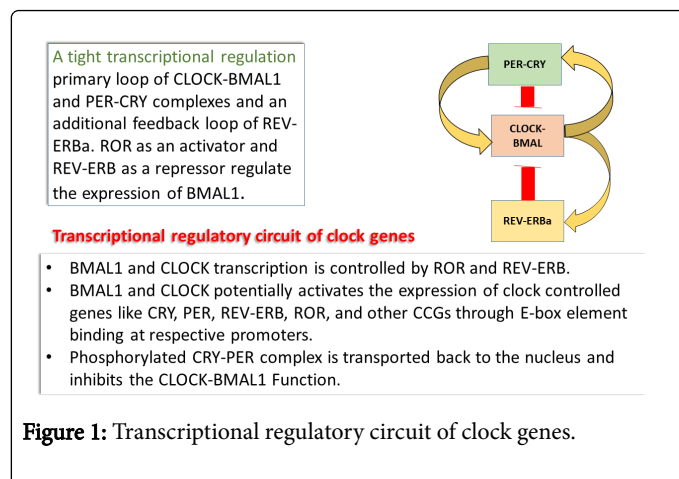 A tight transcriptional regulation
primary loop of CLOCK-BMAL1
and PER-CRY complexes and an
additional feedback loop of REV-
ERBa. ROR as an activator and
REV-ERB as a repressor regulate
the expression of BMAL1.
PER-CRY
CLOCK-
BMAL
REV-ERBa
Transcriptional regulatory circuit of clock genes
• BMAL1 and CLOCK transcription is controlled by ROR and REV-ERB.
• BMAL1 and CLOCK potentially activates the expression of clock controlled
genes like CRY, PER, REV-ERB, ROR, and other CCGs through E-box element
binding at respective promoters.
• Phosphorylated CRY-PER complex is transported back to the nucleus and
inhibits the CLOCK-BMAL1 Function.
Figure 1: Transcriptional regulatory circuit of clock genes.